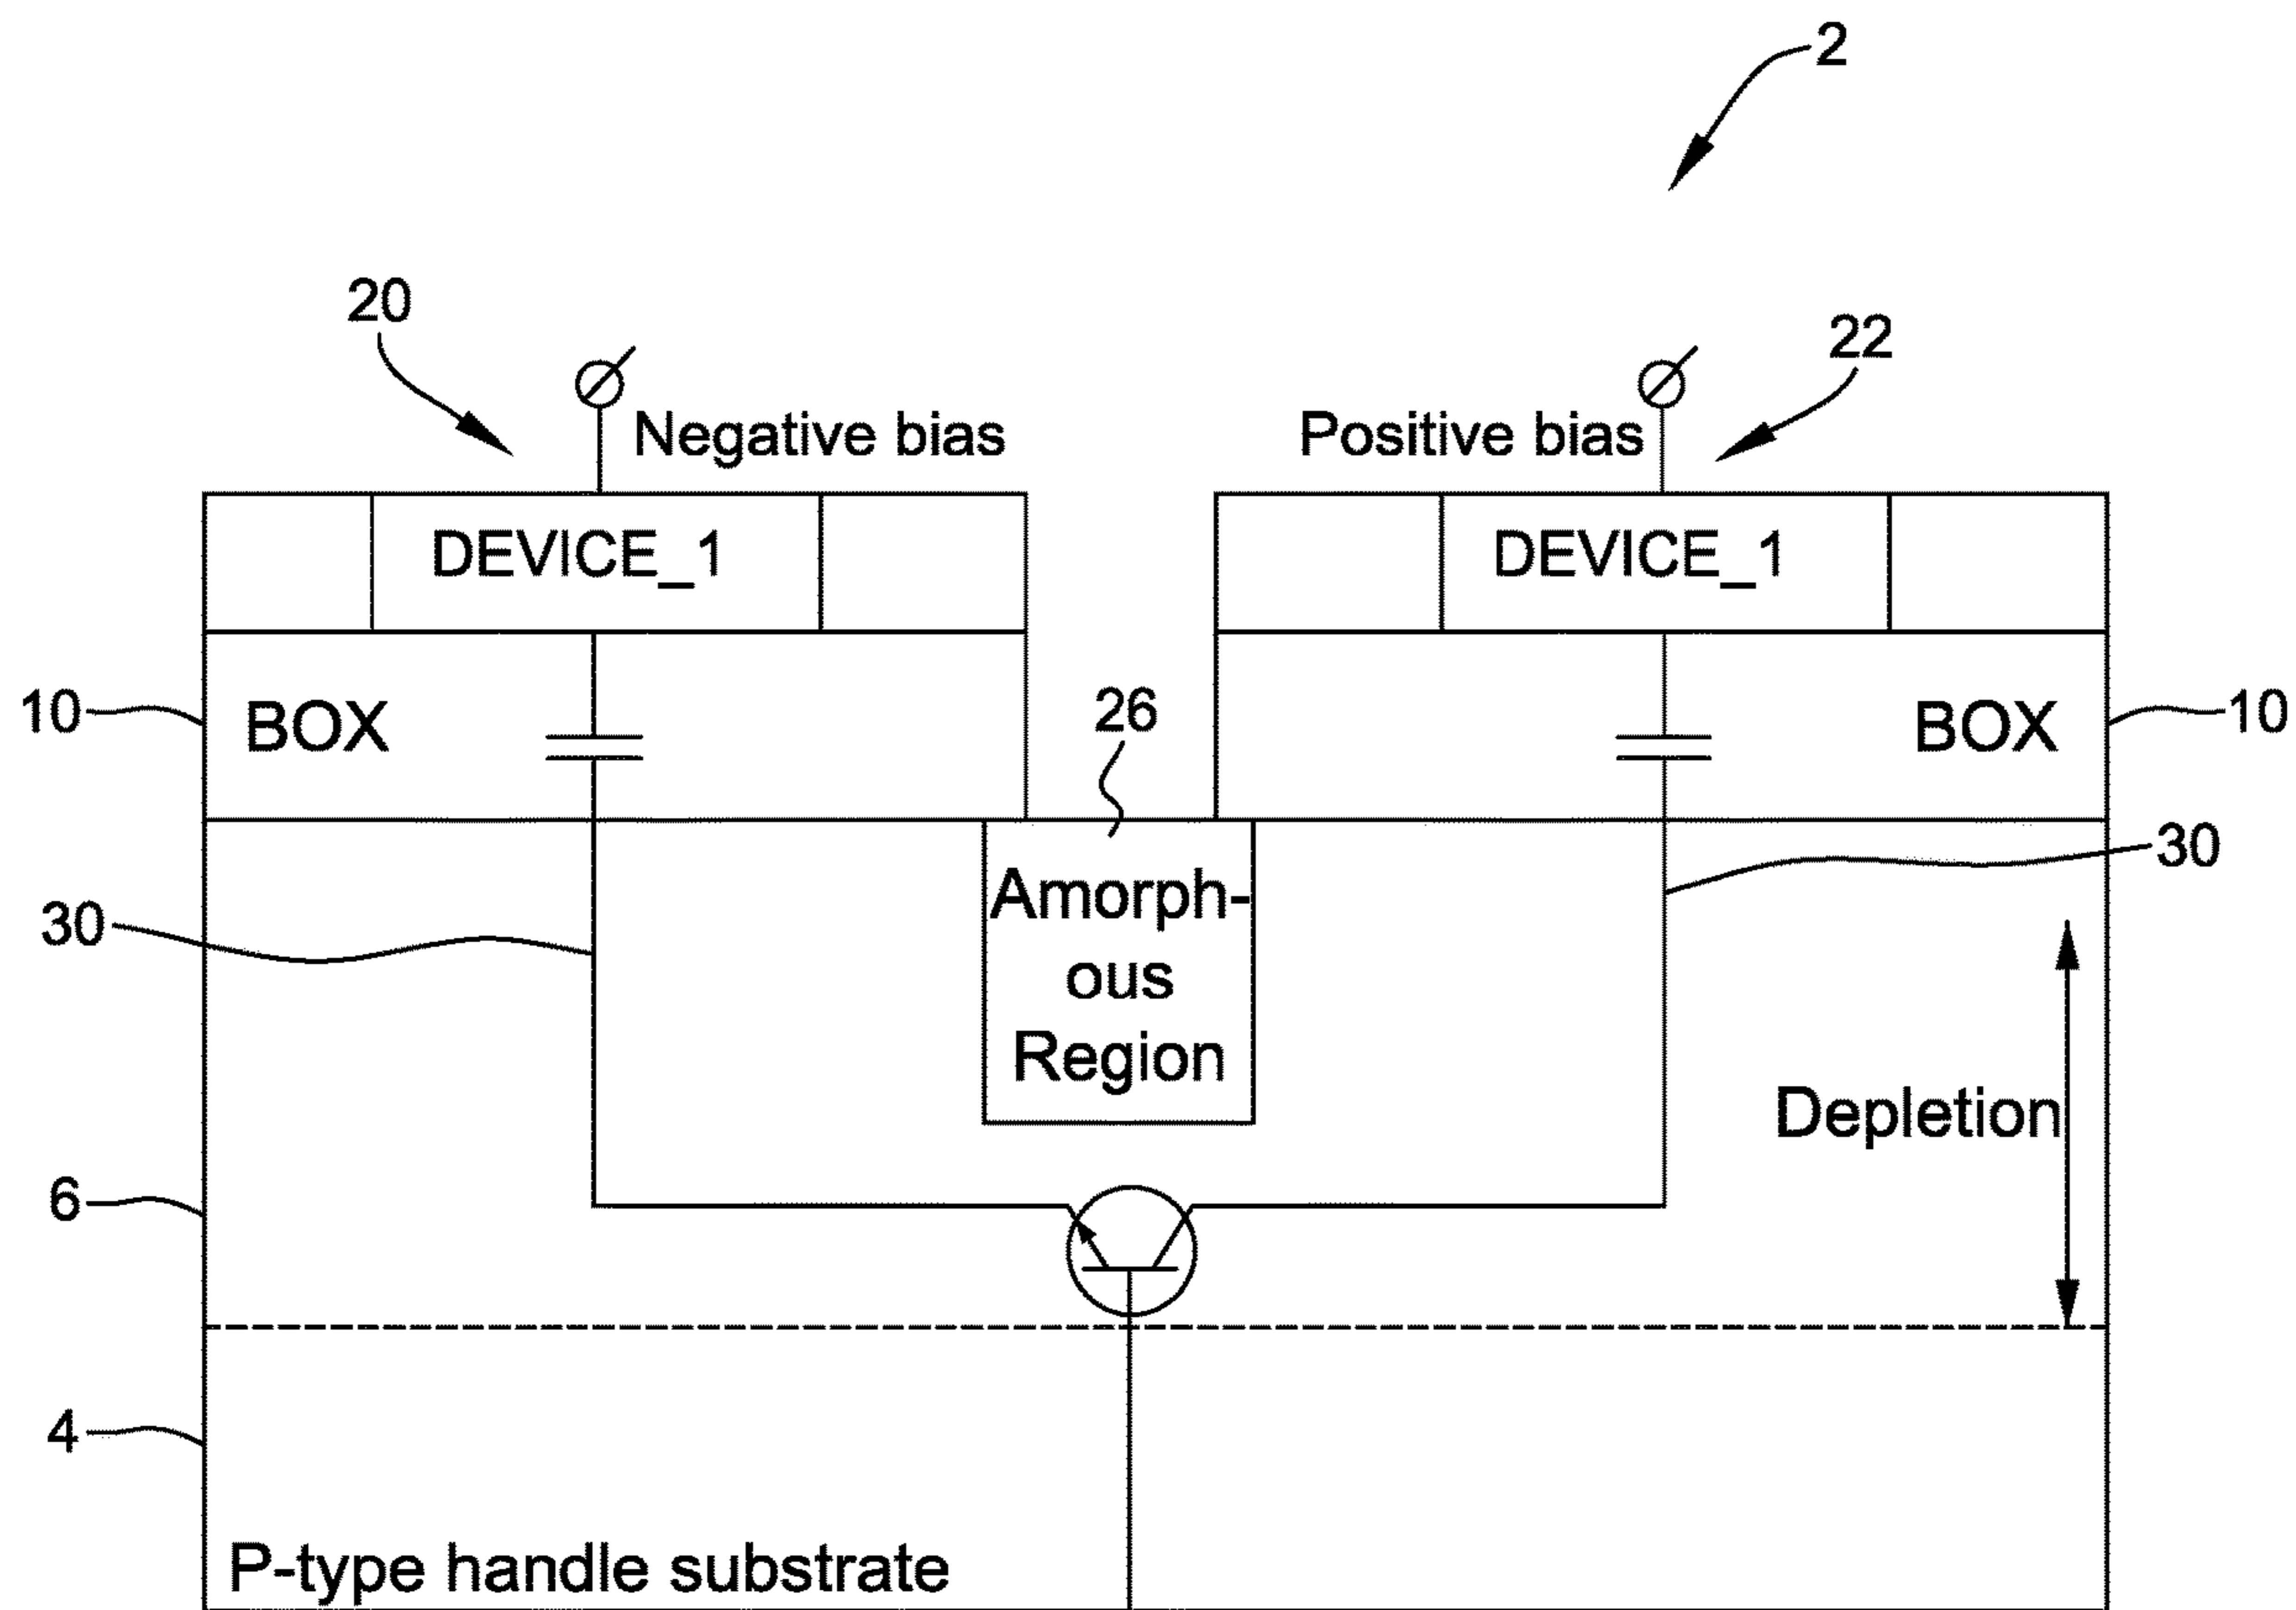 2
20
22
Negative bias
Positive bias
DEVICE_1
DEVICE_1
10
BOX
26
BOX
10
30
Amorph-
ous
Region
30
Depletion
6
4
P-type handle substrate